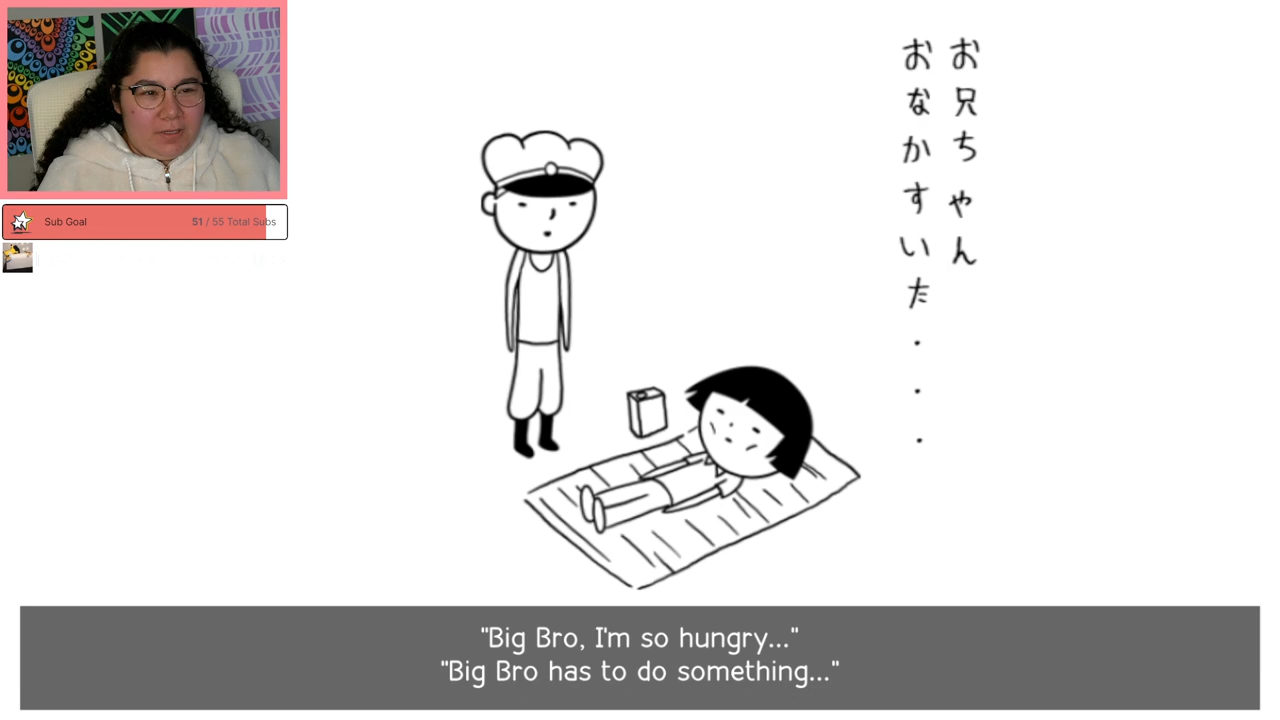 Sub Goal
51 / 55 Total Subs
お兄ちゃん
おなかすいた・・・
"Big Bro, I'm so hungry..."
"Big Bro has to do something..."